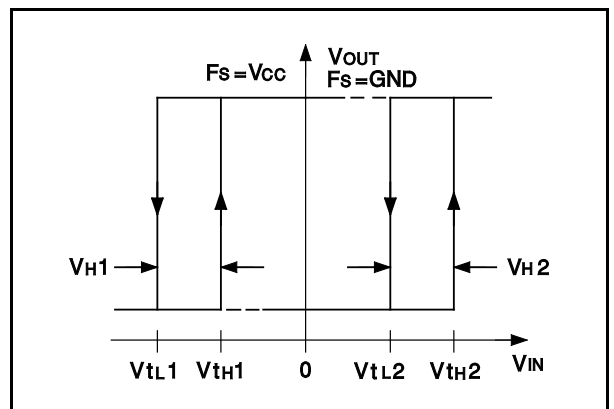 VOUT
Fs=Vcc
Fs=GND
VH1
VH2
VtL1 VtH1 0 VtL2 VtH2
VIN